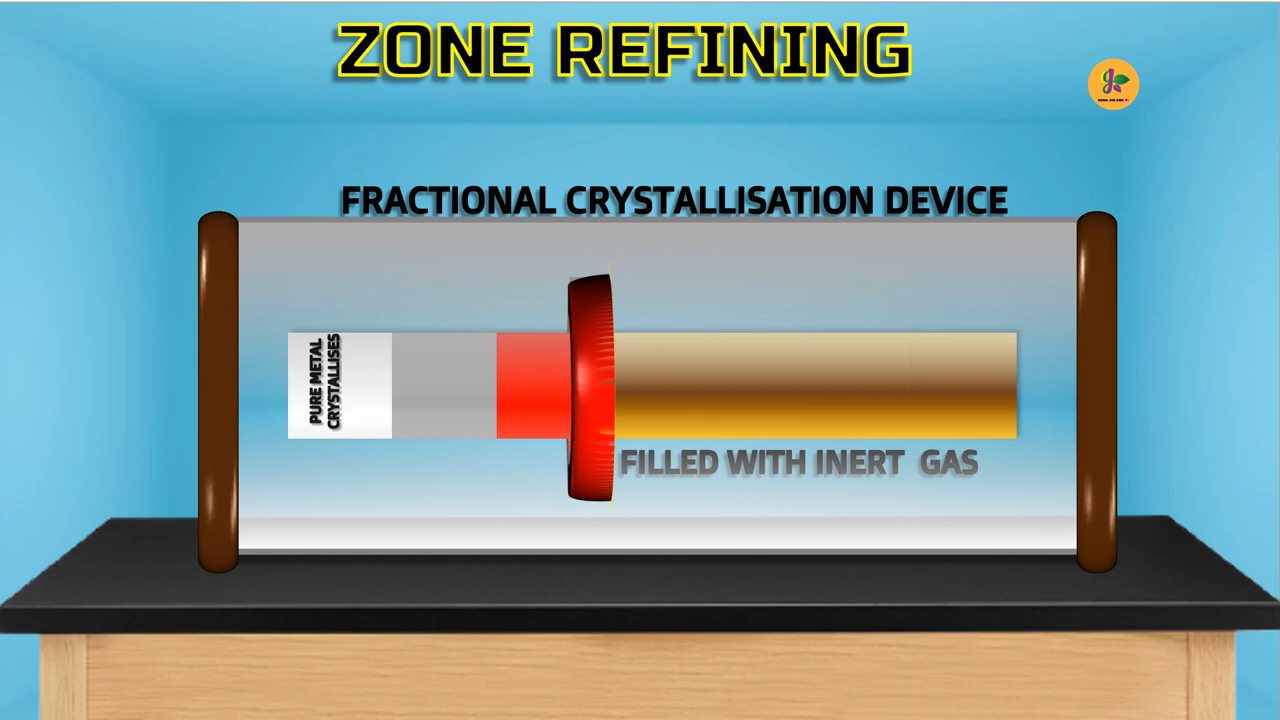 ZONE REFINING
FRACTIONAL CRYSTALLISATION DEVICE
PURE METAL
CRYSTALLISES
FILLED WITH INERT GAS